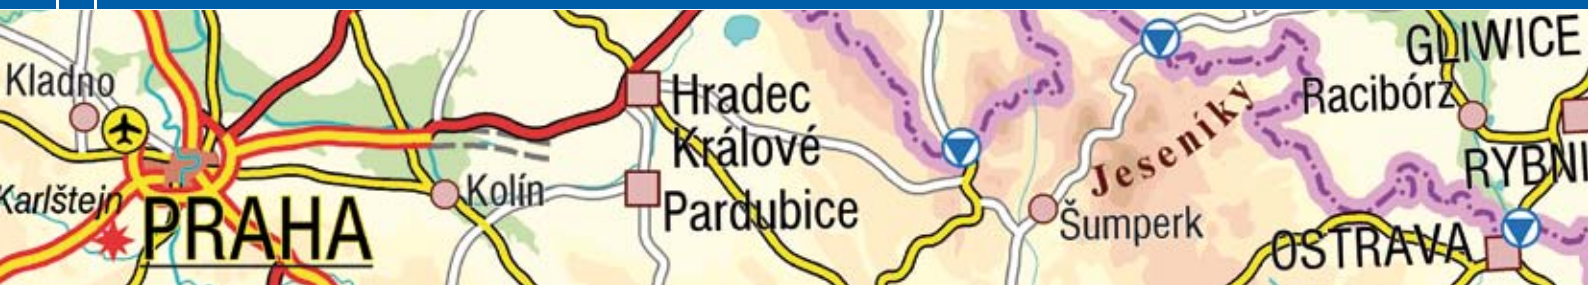 Kladno
Karlštejn
PRAHA
Kolín
Hradec
Králové
Pardubice
Šumperk
Jeseníky
GLIWICE
Racibórz
RYBNI
OSTRAVA